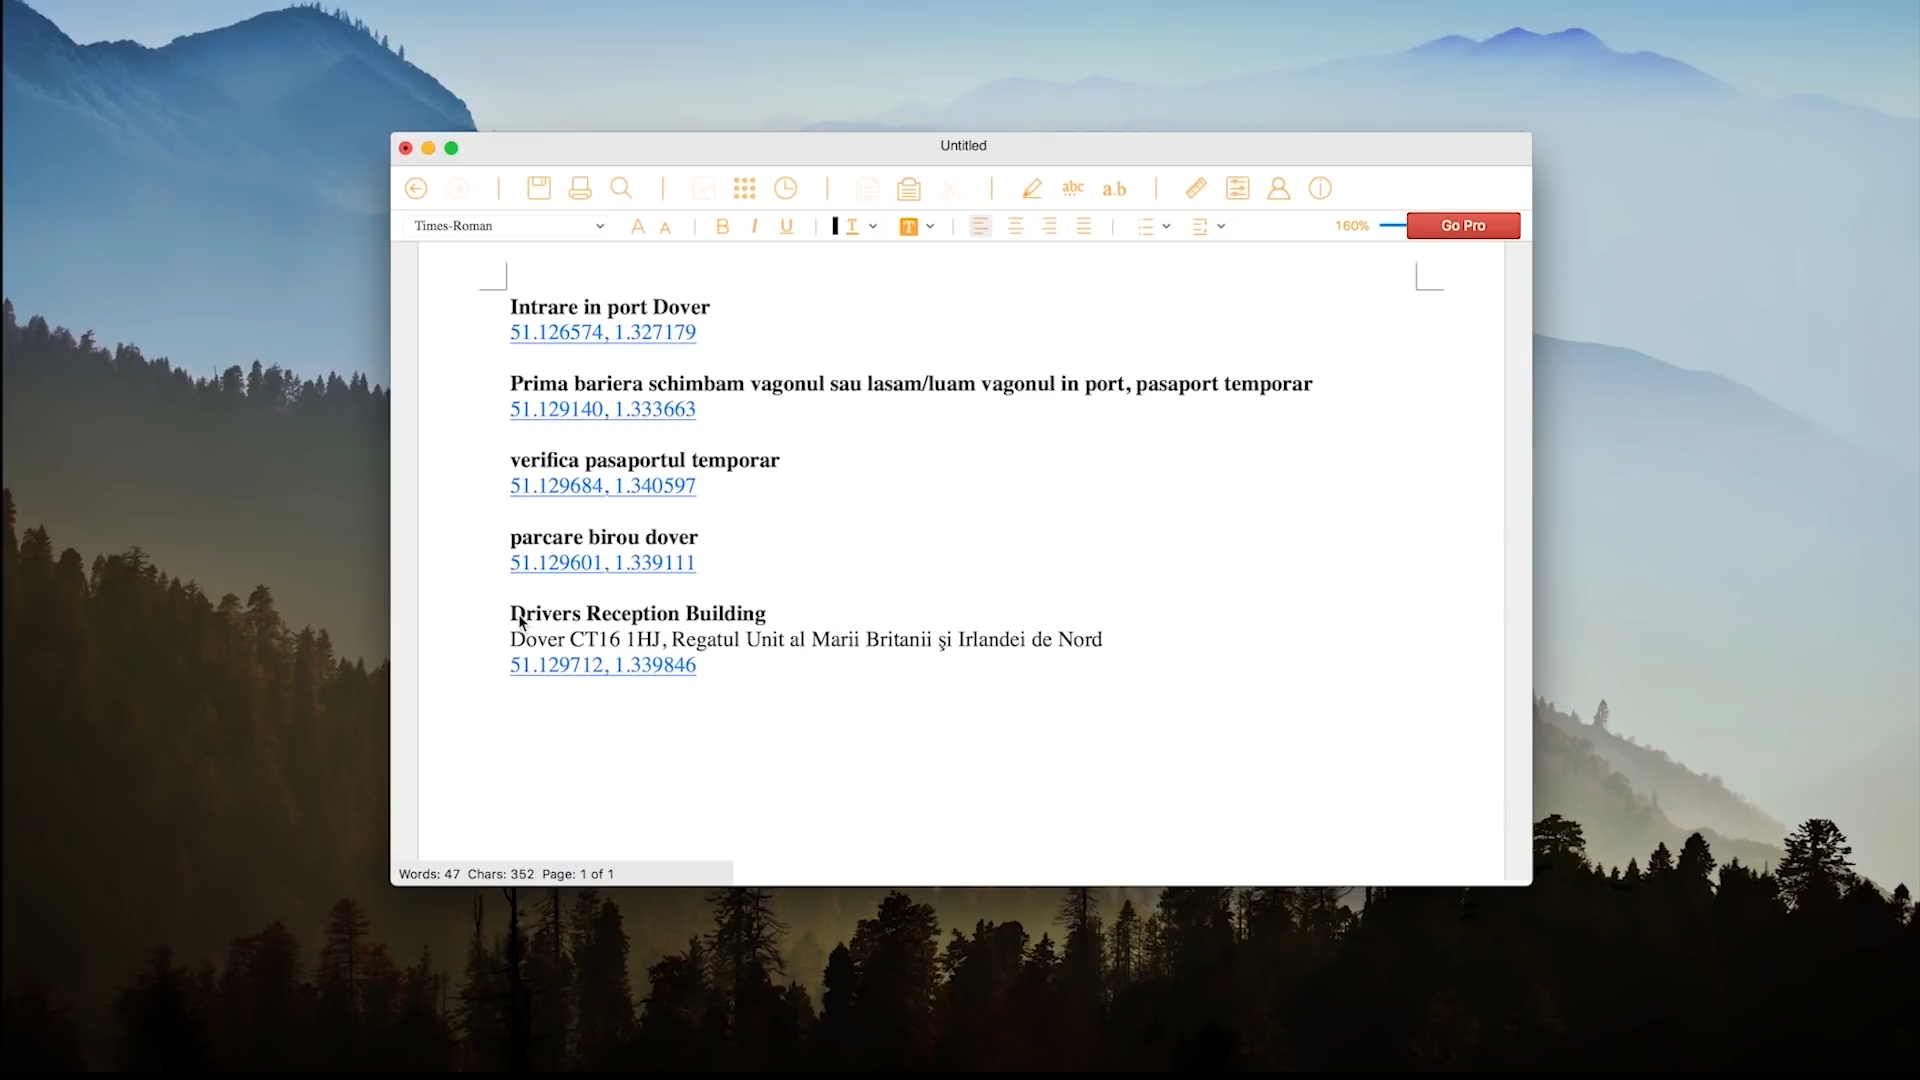 Untitled
abc
a.b
Times-Roman
A A B I U T T
160%
Go Pro
Intrare in port Dover
51.126574, 1.327179
Prima bariera schimbam vagonul sau lasam/luam vagonul in port, pasaport temporar
51.129140, 1.333663
verifica pasaportul temporar
51.129684, 1.340597
parcare birou dover
51.129601, 1.339111
Drivers Reception Building
Dover CT16 1HJ, Regatul Unit al Marii Britanii şi Irlandei de Nord
51.129712, 1.339846
Words: 47 Chars: 352 Page: 1 of 1